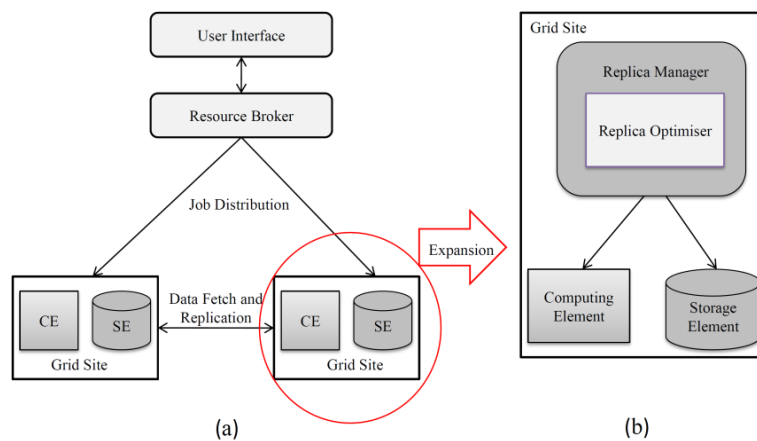 User Interface
Resource Broker
Job Distribution
Data Fetch and
Replication
CE
SE
Grid Site
CE
SE
Grid Site
(a)
Expansion
Grid Site
Replica Manager
Replica Optimiser
Computing
Element
Storage
Element
(b)